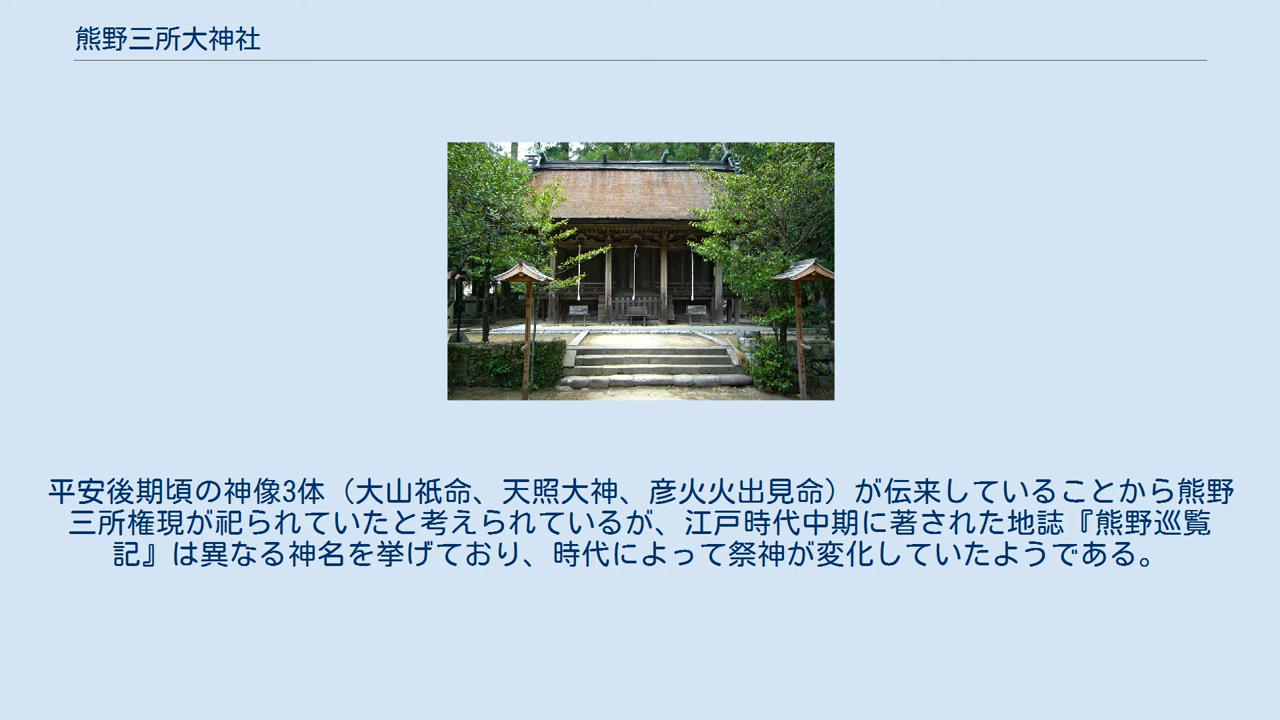 熊野三所大神社
平安後期頃の神像3体（大山祇命、天照大神、彦火火出見命）が伝来していることから熊野
三所権現が祀られていたと考えられているが、江戸時代中期に著された地誌『熊野巡覧
記』は異なる神名を挙げており、時代によって祭神が変化していたようである。